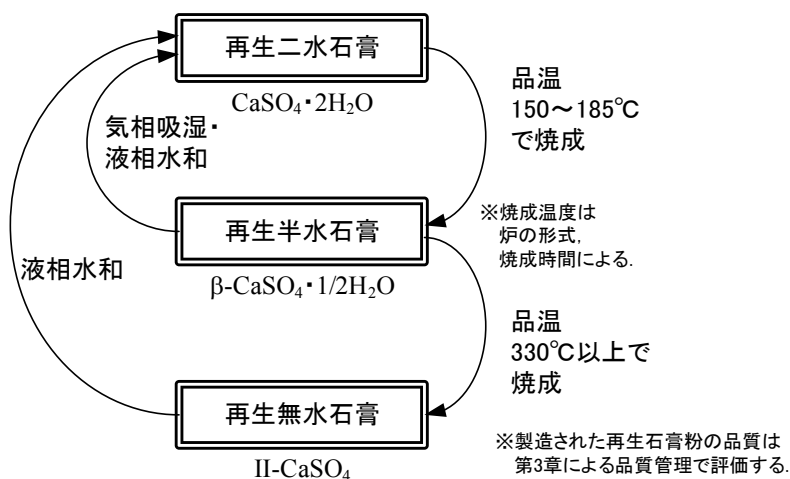 再生二水石膏
CaSO₄・2H₂O
品温
150～185℃
で焼成
気相吸湿・
液相水和
再生半水石膏
β-CaSO₄・1/2H₂O
※焼成温度は
炉の形式,
焼成時間による.
液相水和
品温
330℃以上で
焼成
再生無水石膏
II-CaSO₄
※製造された再生石膏粉の品質は
第3章による品質管理で評価する.